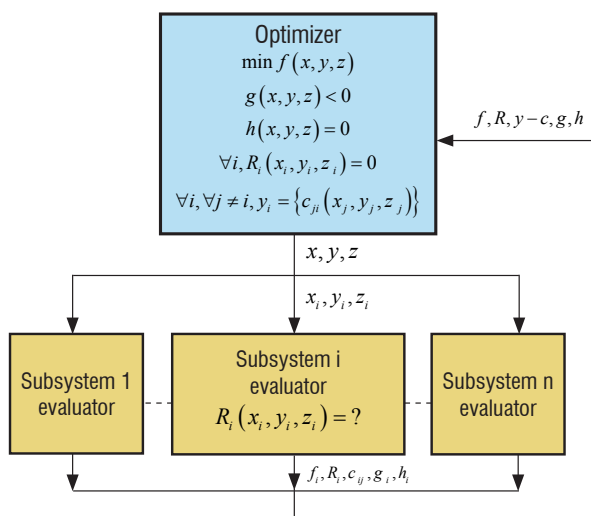 Optimizer
min f(x, y, z)
g(x, y, z) < 0
h(x, y, z) = 0
∀i, R_i(x_i, y_i, z_i) = 0
∀i, ∀j ≠ i, y_i = {c_ji(x_j, y_j, z_j)}
f, R, y − c, g, h
x, y, z
x_i, y_i, z_i
Subsystem 1
evaluator
Subsystem i
evaluator
R_i(x_i, y_i, z_i) = ?
Subsystem n
evaluator
f_i, R_i, c_ij, g_i, h_i